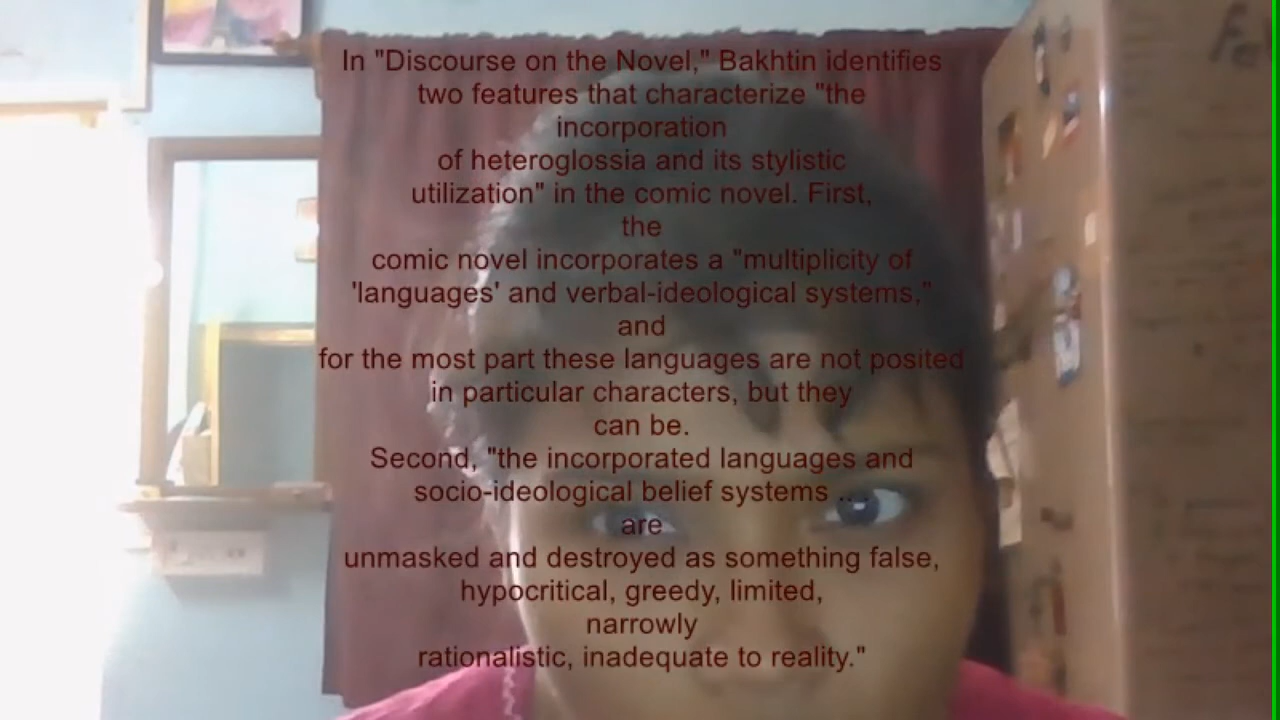 In "Discourse on the Novel," Bakhtin identifies
two features that characterize "the
incorporation
of heteroglossia and its stylistic
utilization" in the comic novel. First,
the
comic novel incorporates a "multiplicity of
'languages' and verbal-ideological systems,"
and
for the most part these languages are not posited
in particular characters, but they
can be.
Second, "the incorporated languages and
socio-ideological belief systems ...
are
unmasked and destroyed as something false,
hypocritical, greedy, limited,
narrowly
rationalistic, inadequate to reality."